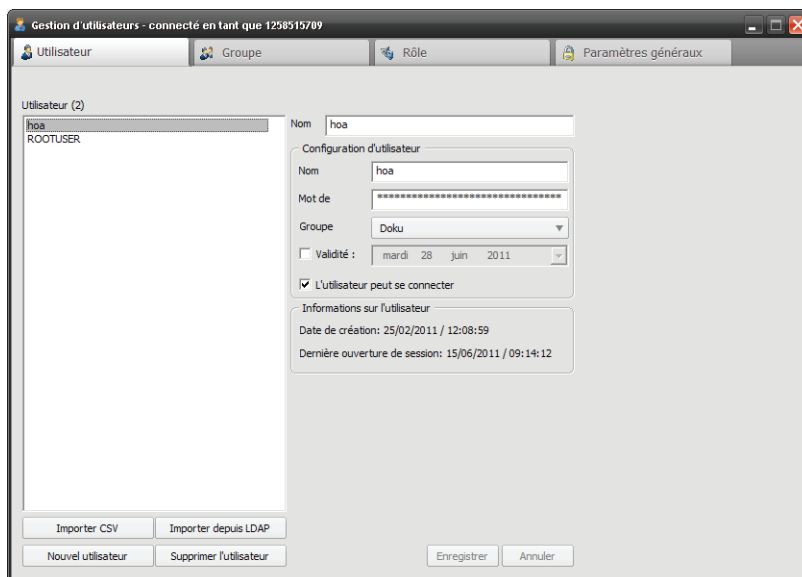 Gestion d'utilisateurs - connecté en tant que 1258515709
Utilisateur
Groupe
Rôle
Paramètres généraux
Utilisateur (2)
hoa
ROOTUSER
Nom hoa
Configuration d'utilisateur
Nom hoa
Mot de ********************************
Groupe Doku
Validité : mardi 28 juin 2011
L'utilisateur peut se connecter
Informations sur l'utilisateur
Date de création: 25/02/2011 / 12:08:59
Dernière ouverture de session: 15/06/2011 / 09:14:12
Importer CSV
Importer depuis LDAP
Nouvel utilisateur
Supprimer l'utilisateur
Enregistrer
Annuler